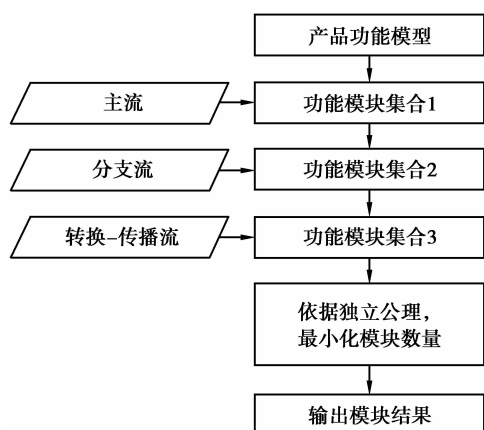 产品功能模型
主流
功能模块集合1
分支流
功能模块集合2
转换-传播流
功能模块集合3
依据独立公理，
最小化模块数量
输出模块结果